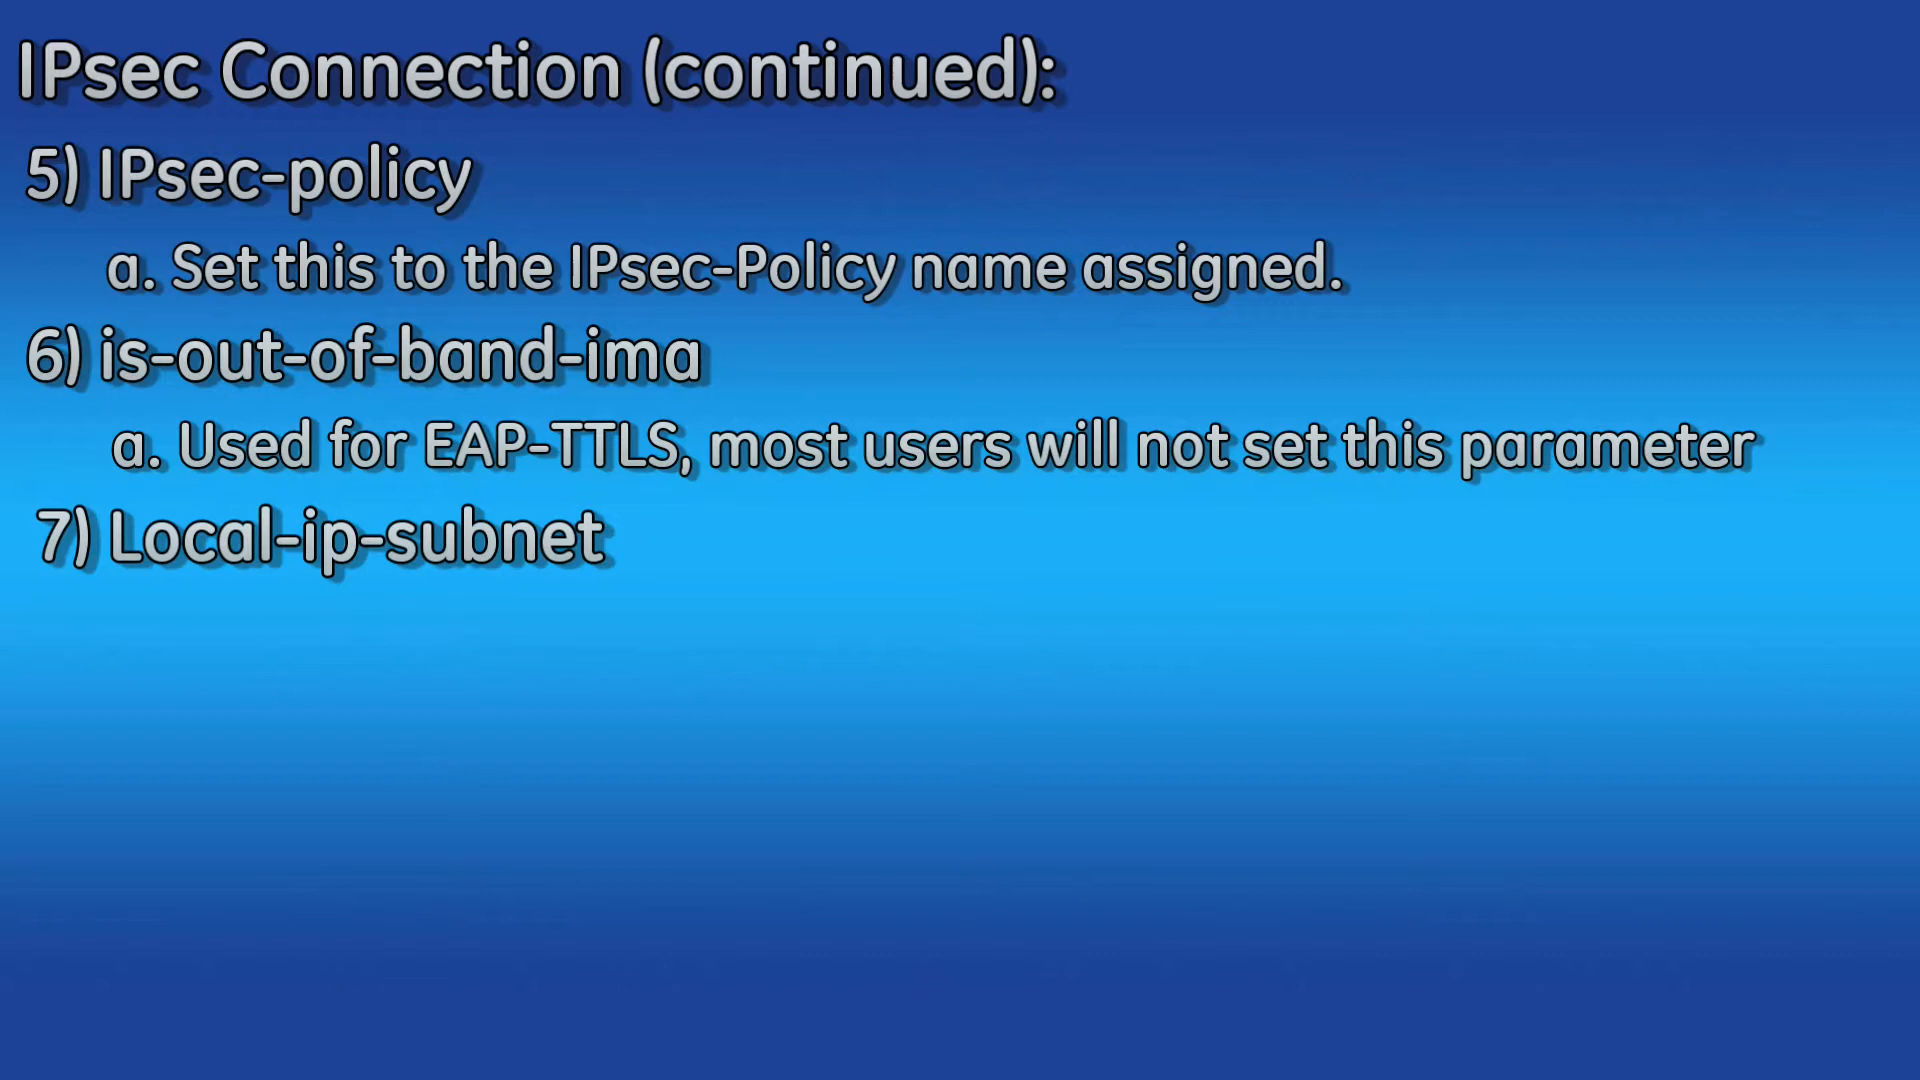 IPsec Connection (continued):
5) IPsec-policy
a. Set this to the IPsec-Policy name assigned.
6) is-out-of-band-ima
a. Used for EAP-TTLS, most users will not set this parameter
7) Local-ip-subnet